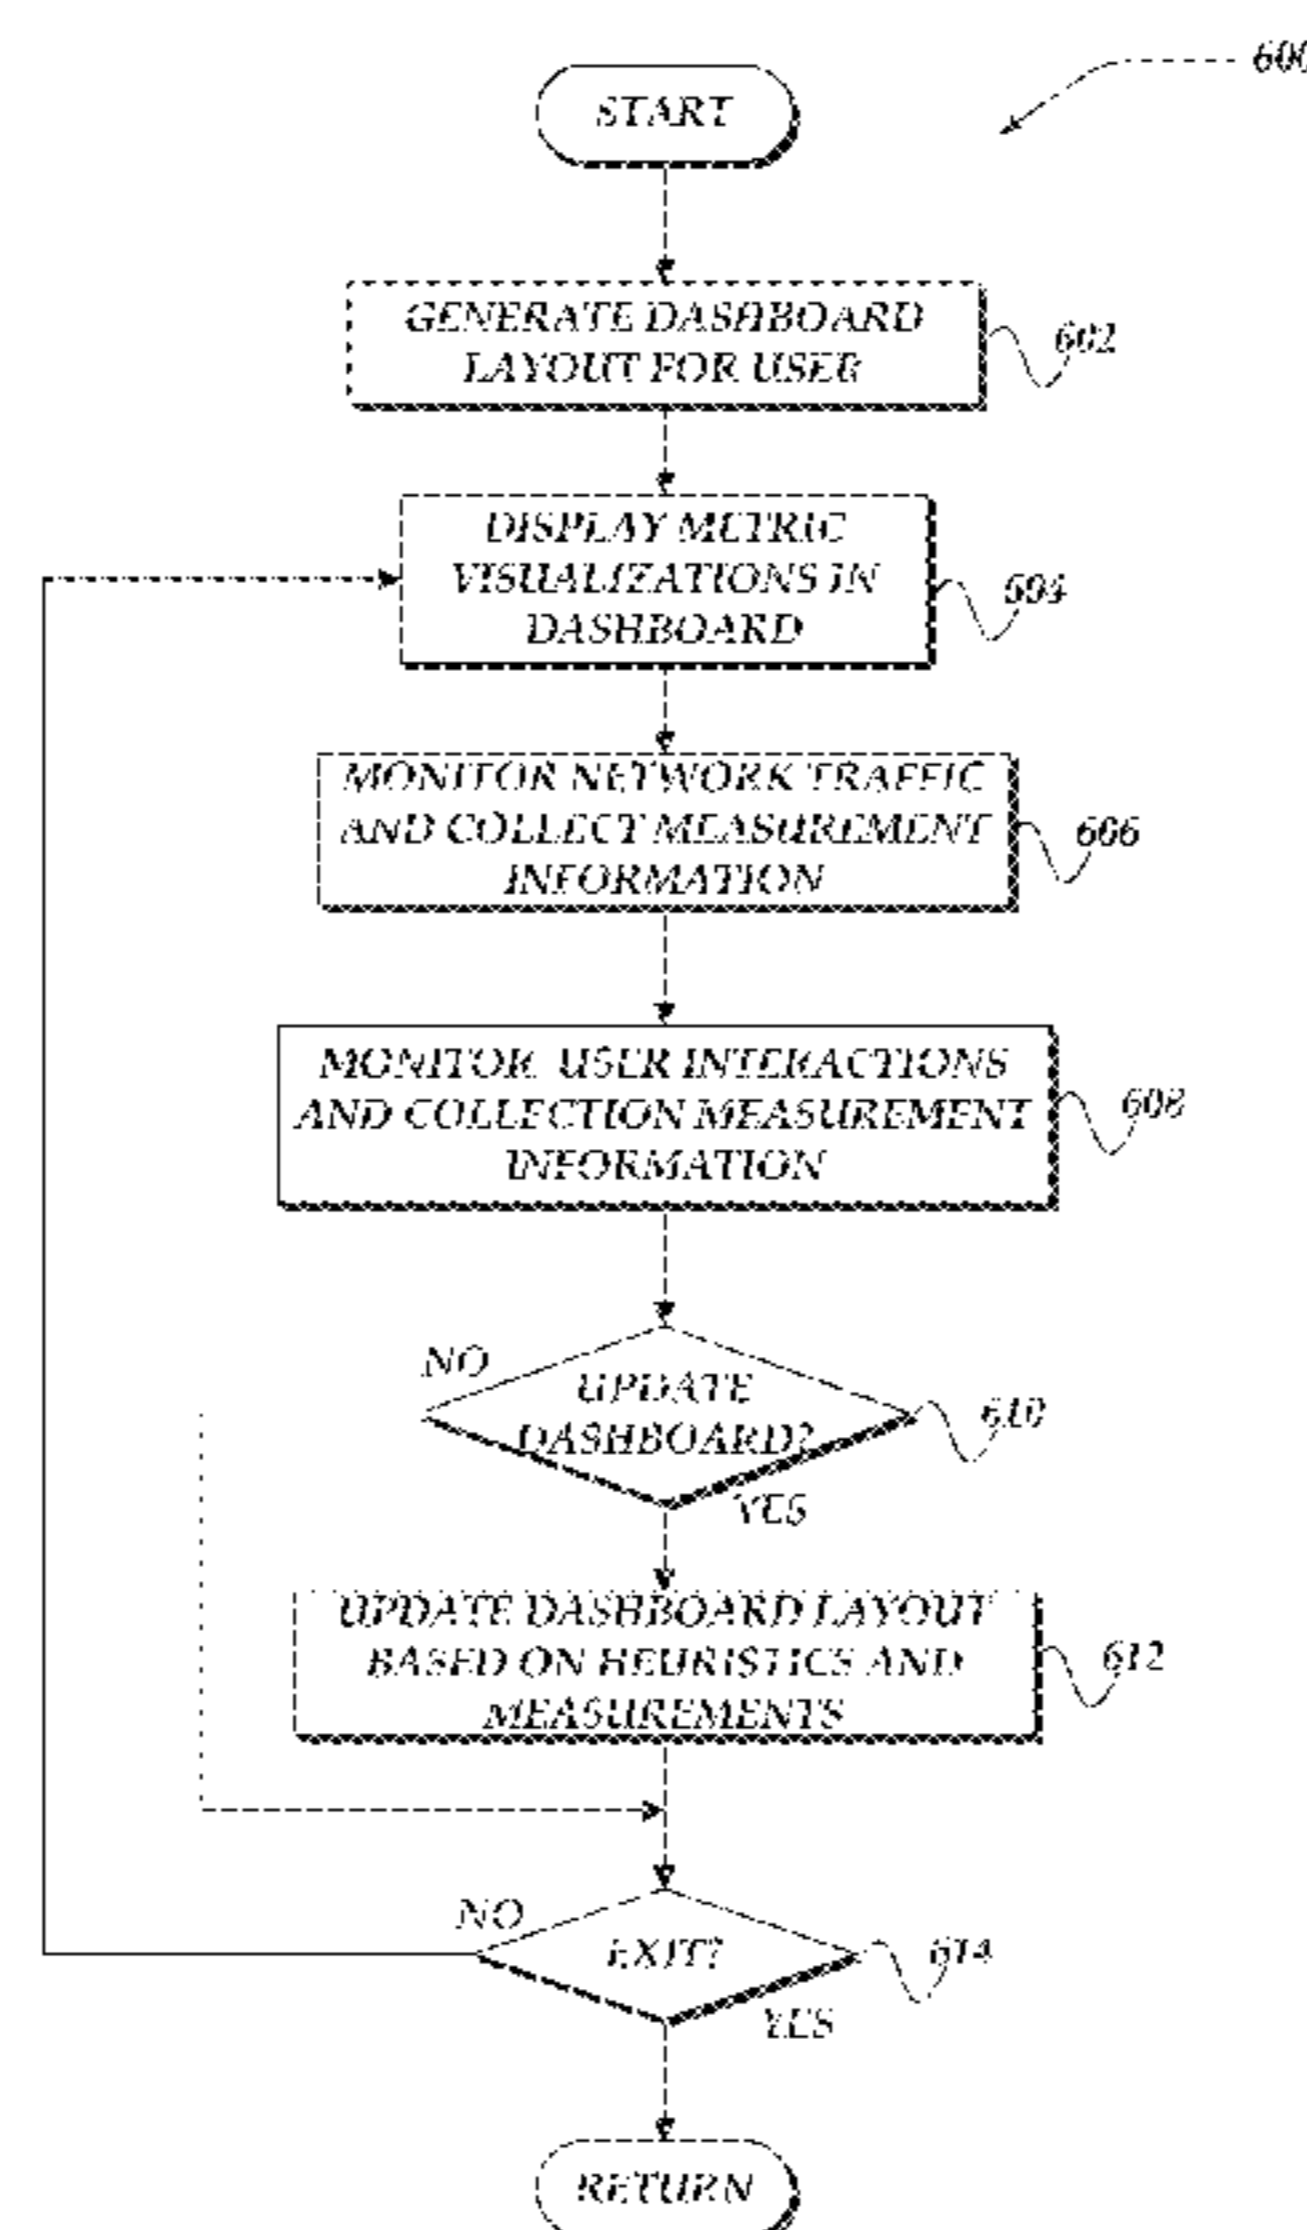 600
START
GENERATE DASHBOARD
LAYOUT FOR USER
602
DISPLAY METRIC
VISUALIZATIONS IN
DASHBOARD
604
MONITOR NETWORK TRAFFIC
AND COLLECT MEASUREMENT
INFORMATION
606
MONITOR USER INTERACTIONS
AND COLLECTION MEASUREMENT
INFORMATION
608
NO
UPDATE
DASHBOARD?
610
YES
UPDATE DASHBOARD LAYOUT
BASED ON HEURISTICS AND
MEASUREMENTS
612
NO
EXIT?
614
YES
RETURN